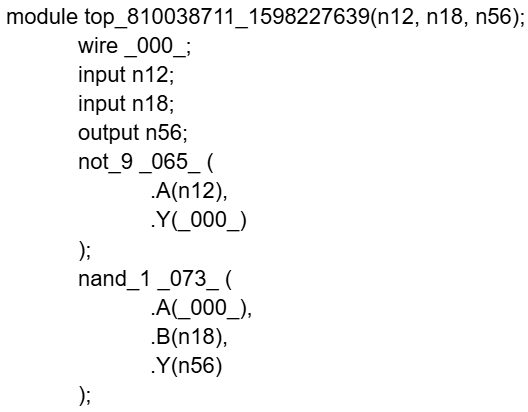 module top_810038711_1598227639(n12, n18, n56);
wire _000_;
input n12;
input n18;
output n56;
not_9 _065_ (
.A(n12),
.Y(_000_)
);
nand_1 _073_ (
.A(_000_),
.B(n18),
.Y(n56)
);